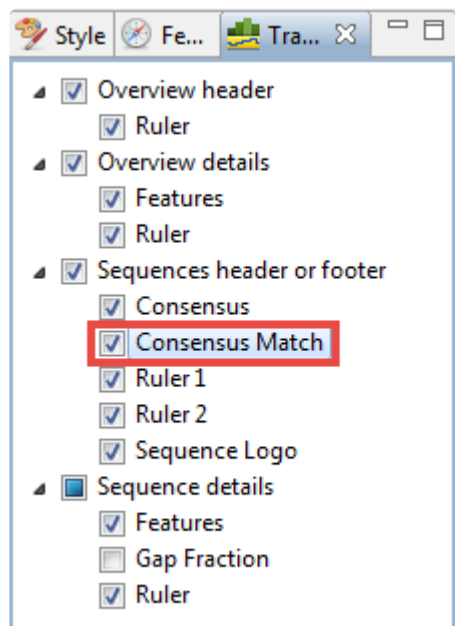 Style Fe... Tra...
Overview header
Ruler
Overview details
Features
Ruler
Sequences header or footer
Consensus
Consensus Match
Ruler 1
Ruler 2
Sequence Logo
Sequence details
Features
Gap Fraction
Ruler